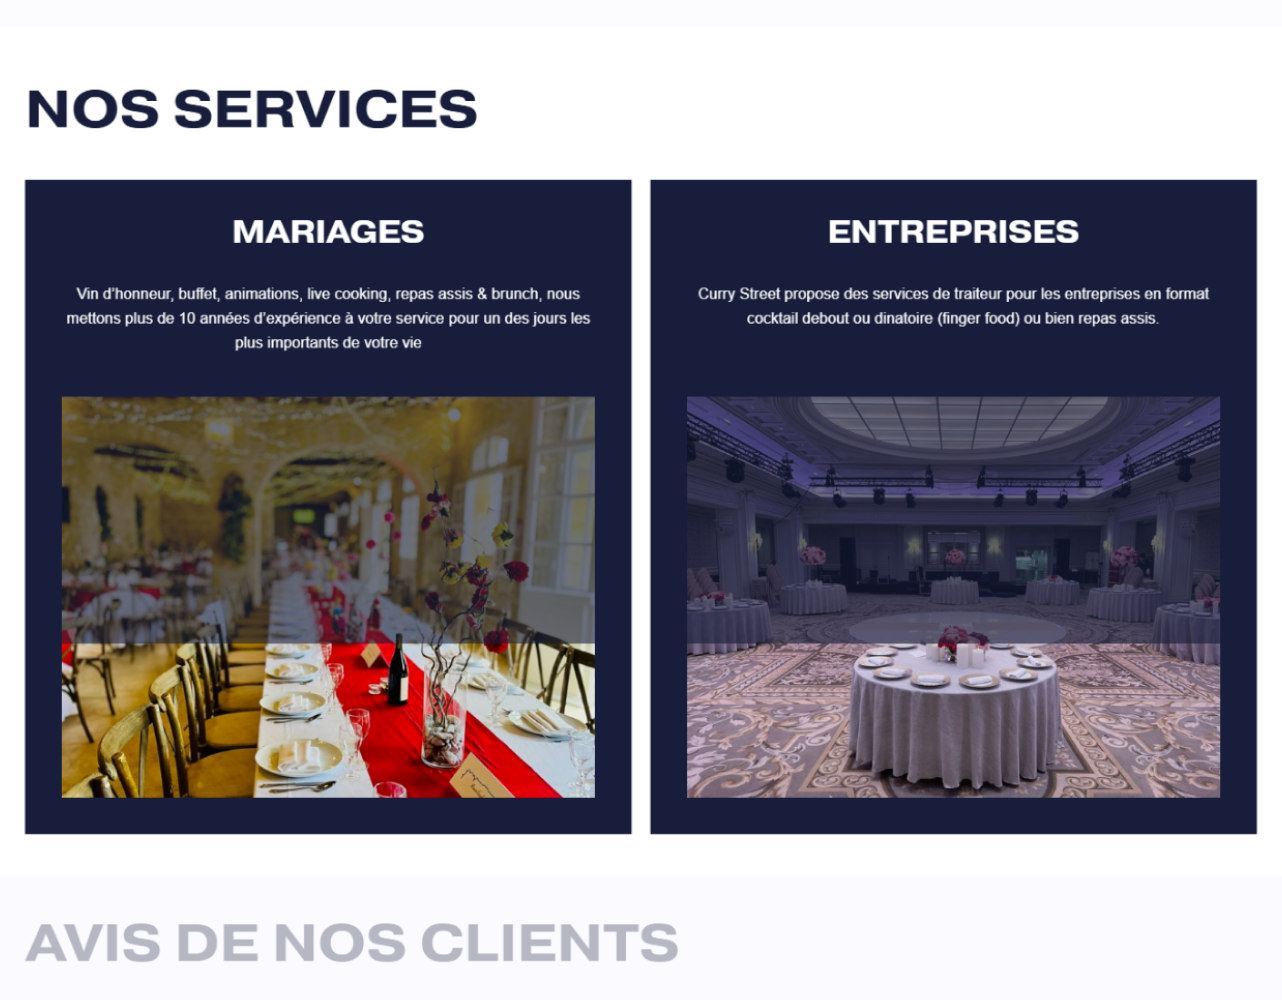 NOS SERVICES
MARIAGES
Vin d'honneur, buffet, animations, live cooking, repas assis & brunch, nous
mettons plus de 10 années d'expérience à votre service pour un des jours les
plus importants de votre vie
ENTREPRISES
Curry Street propose des services de traiteur pour les entreprises en format
cocktail debout ou dinatoire (finger food) ou bien repas assis.
AVIS DE NOS CLIENTS